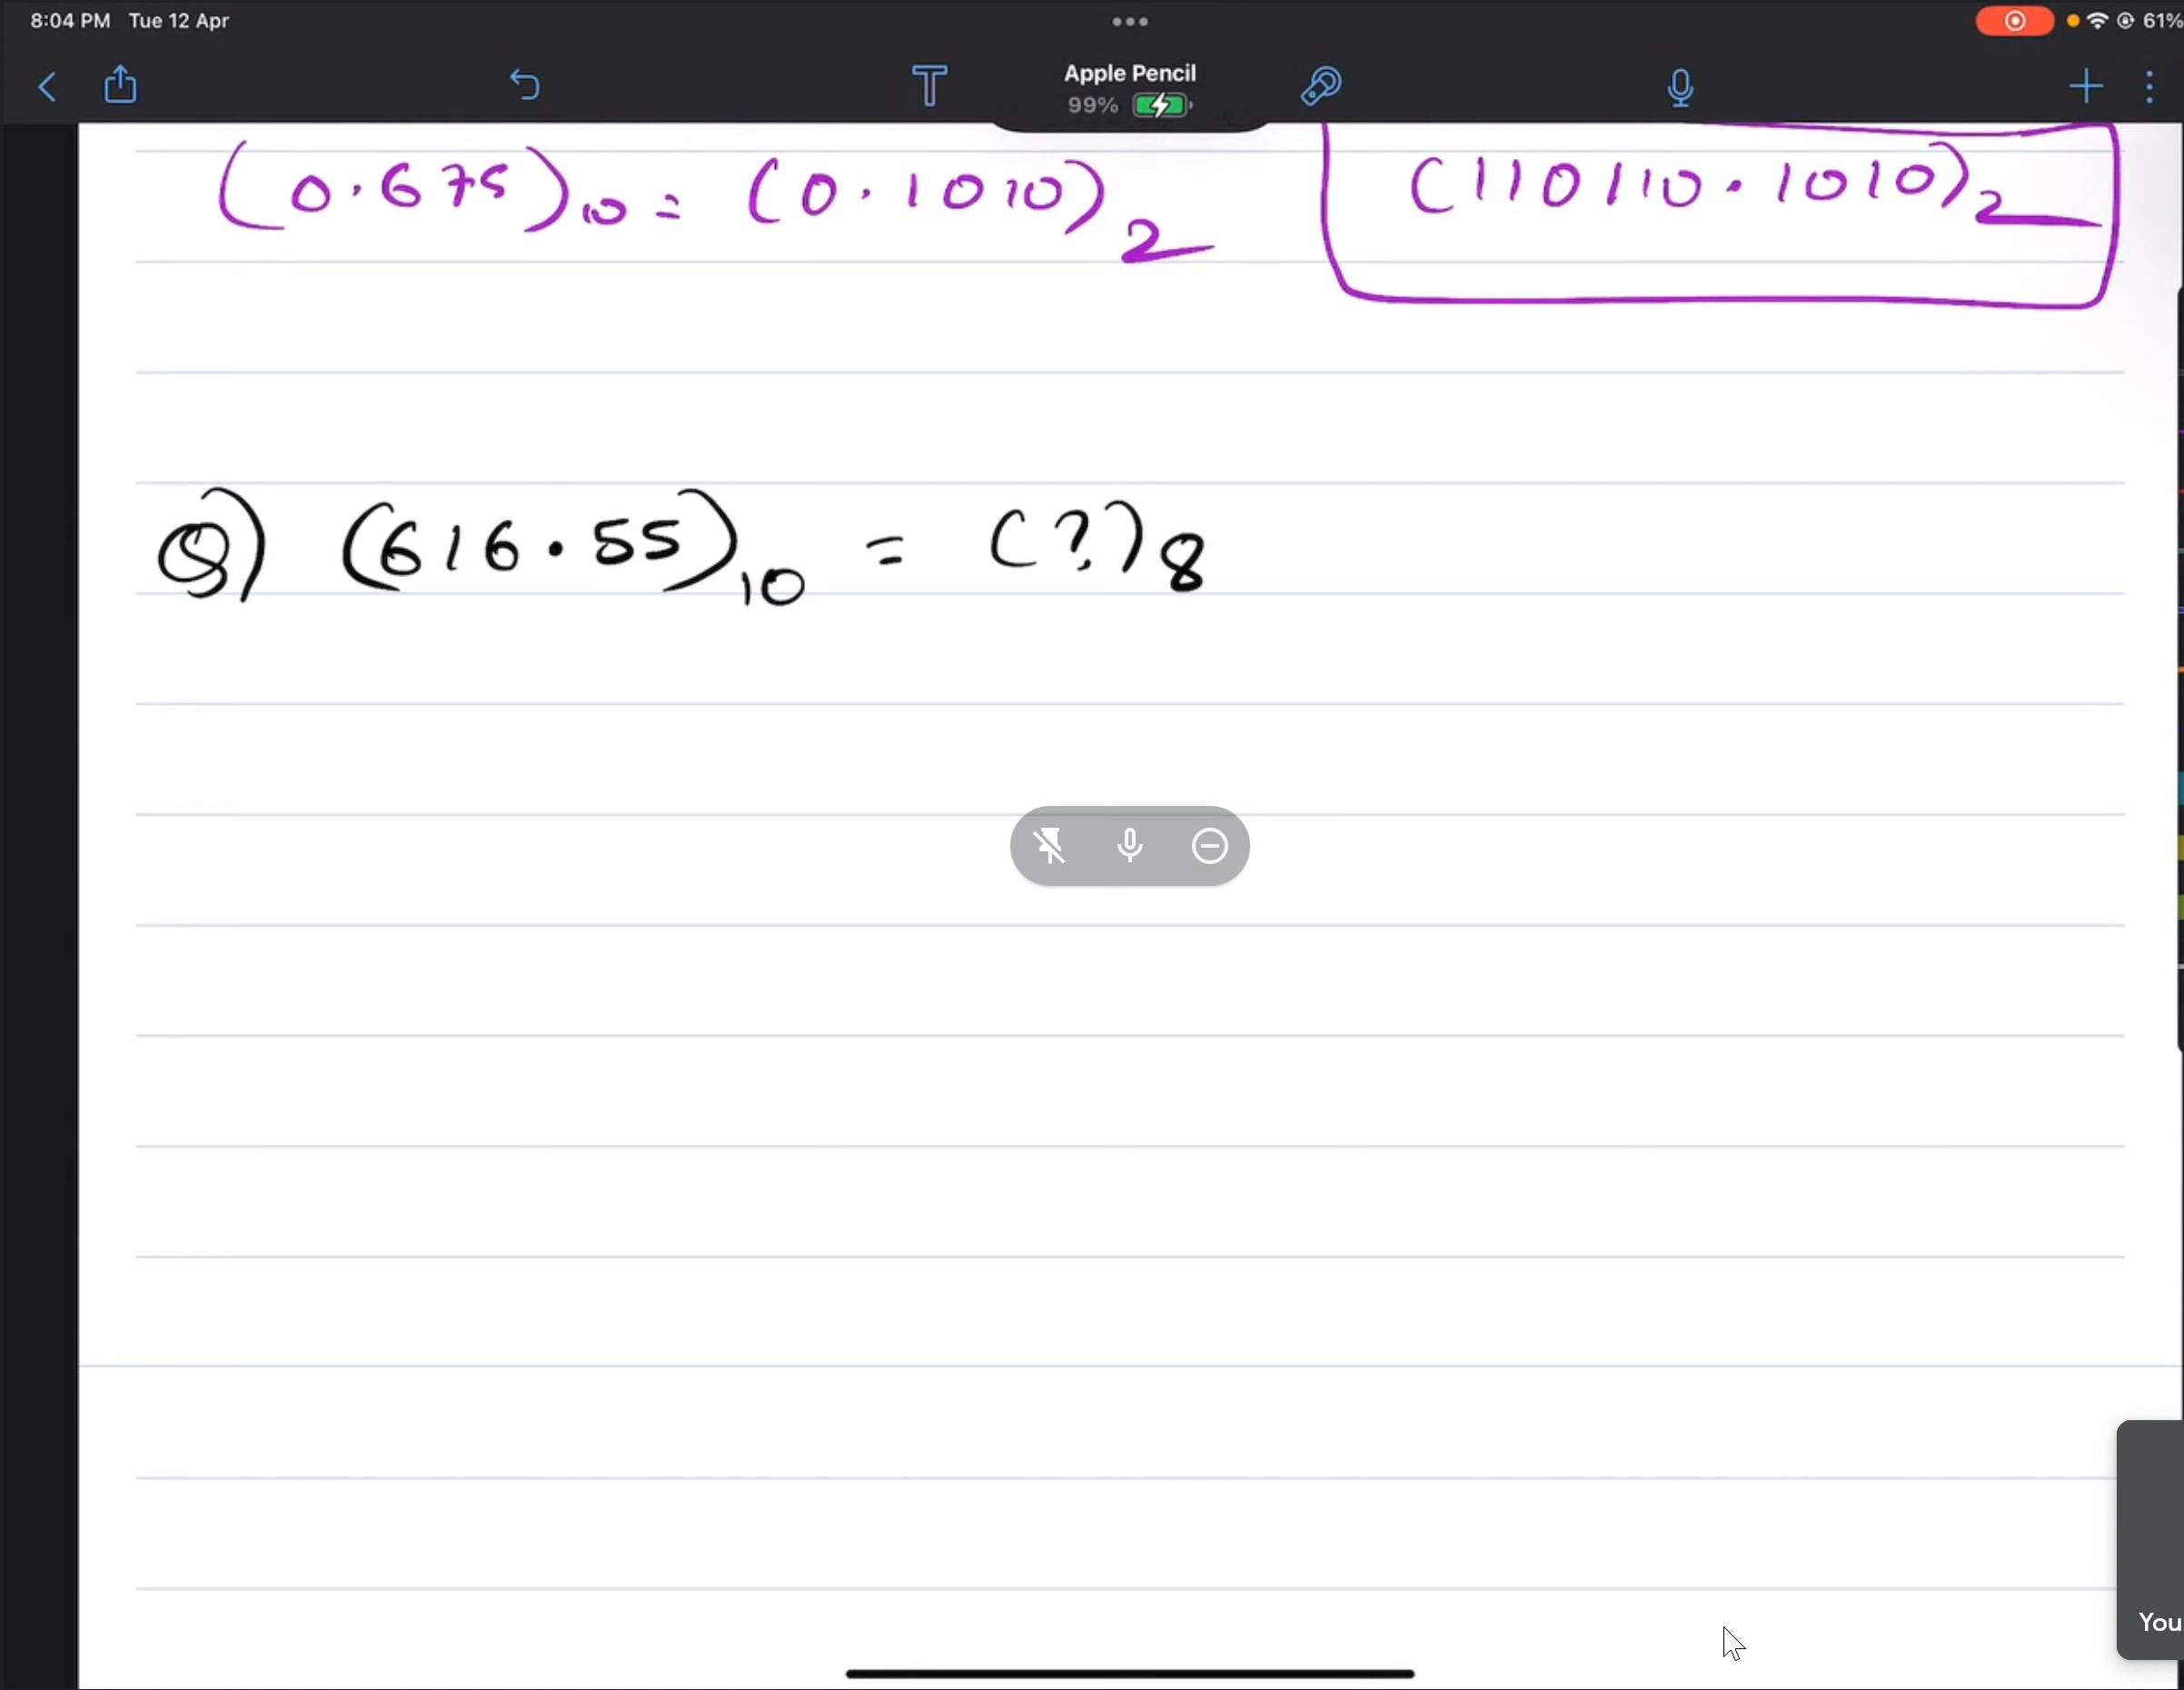 8:04 PM Tue 12 Apr
61%
Apple Pencil
99%
(0.675)10 = (0.1010)2
(110110.1010)2
Q) (616.55)10 = (?)8
You